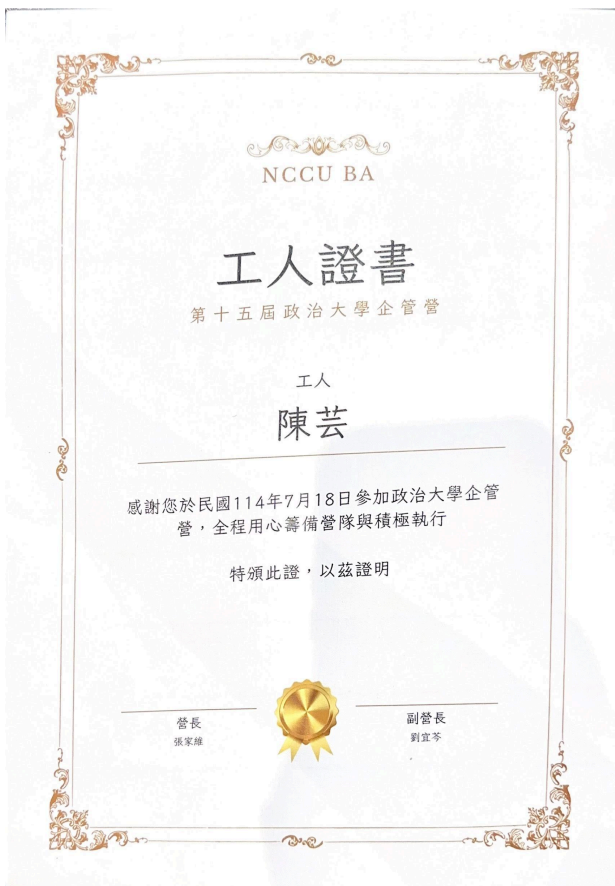 NCCU BA
工人證書
第十五屆政治大學企管營
工人
陳芸
感謝您於民國114年7月18日參加政治大學企管
營，全程用心籌備營隊與積極執行
特頒此證，以茲證明
營長
張家維
副營長
劉宜芩